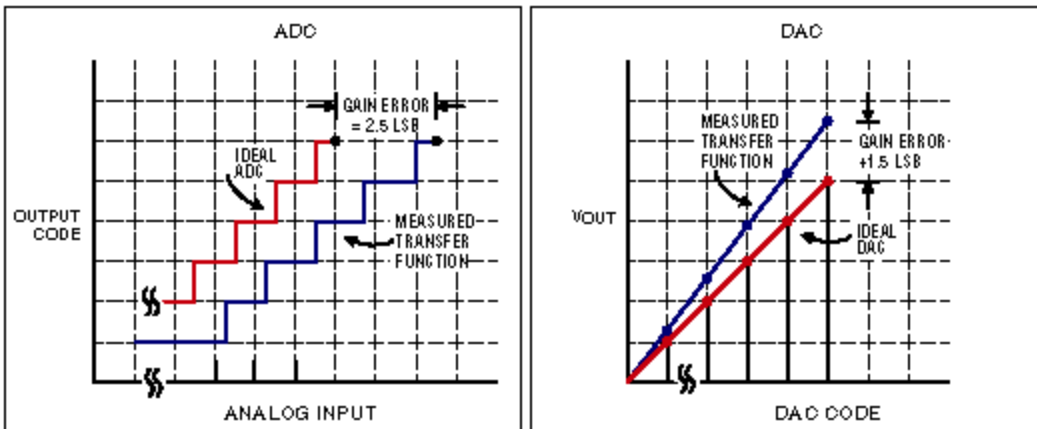 ADC
GAIN ERROR
= 2.5 LSB
IDEAL
ADC
OUTPUT
CODE
MEASURED
TRANSFER
FUNCTION
ANALOG INPUT
DAC
MEASURED
TRANSFER
FUNCTION
GAIN ERROR
+1.5 LSB
VOUT
IDEAL
DAC
DAC CODE